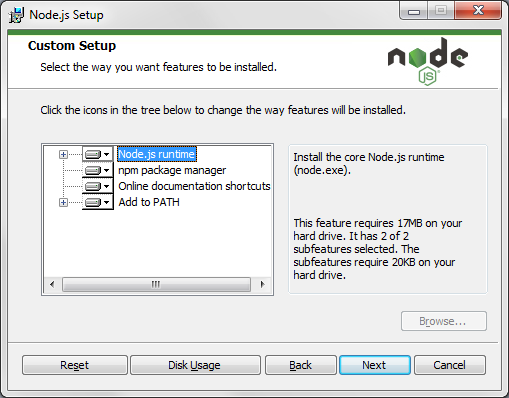 Node.js Setup
Custom Setup
Select the way you want features to be installed.
node
JS
Click the icons in the tree below to change the way features will be installed.
Node.js runtime
npm package manager
Online documentation shortcuts
Add to PATH
Install the core Node.js runtime
(node.exe).
This feature requires 17MB on your
hard drive. It has 2 of 2
subfeatures selected. The
subfeatures require 20KB on your
hard drive.
Browse...
Reset
Disk Usage
Back
Next
Cancel